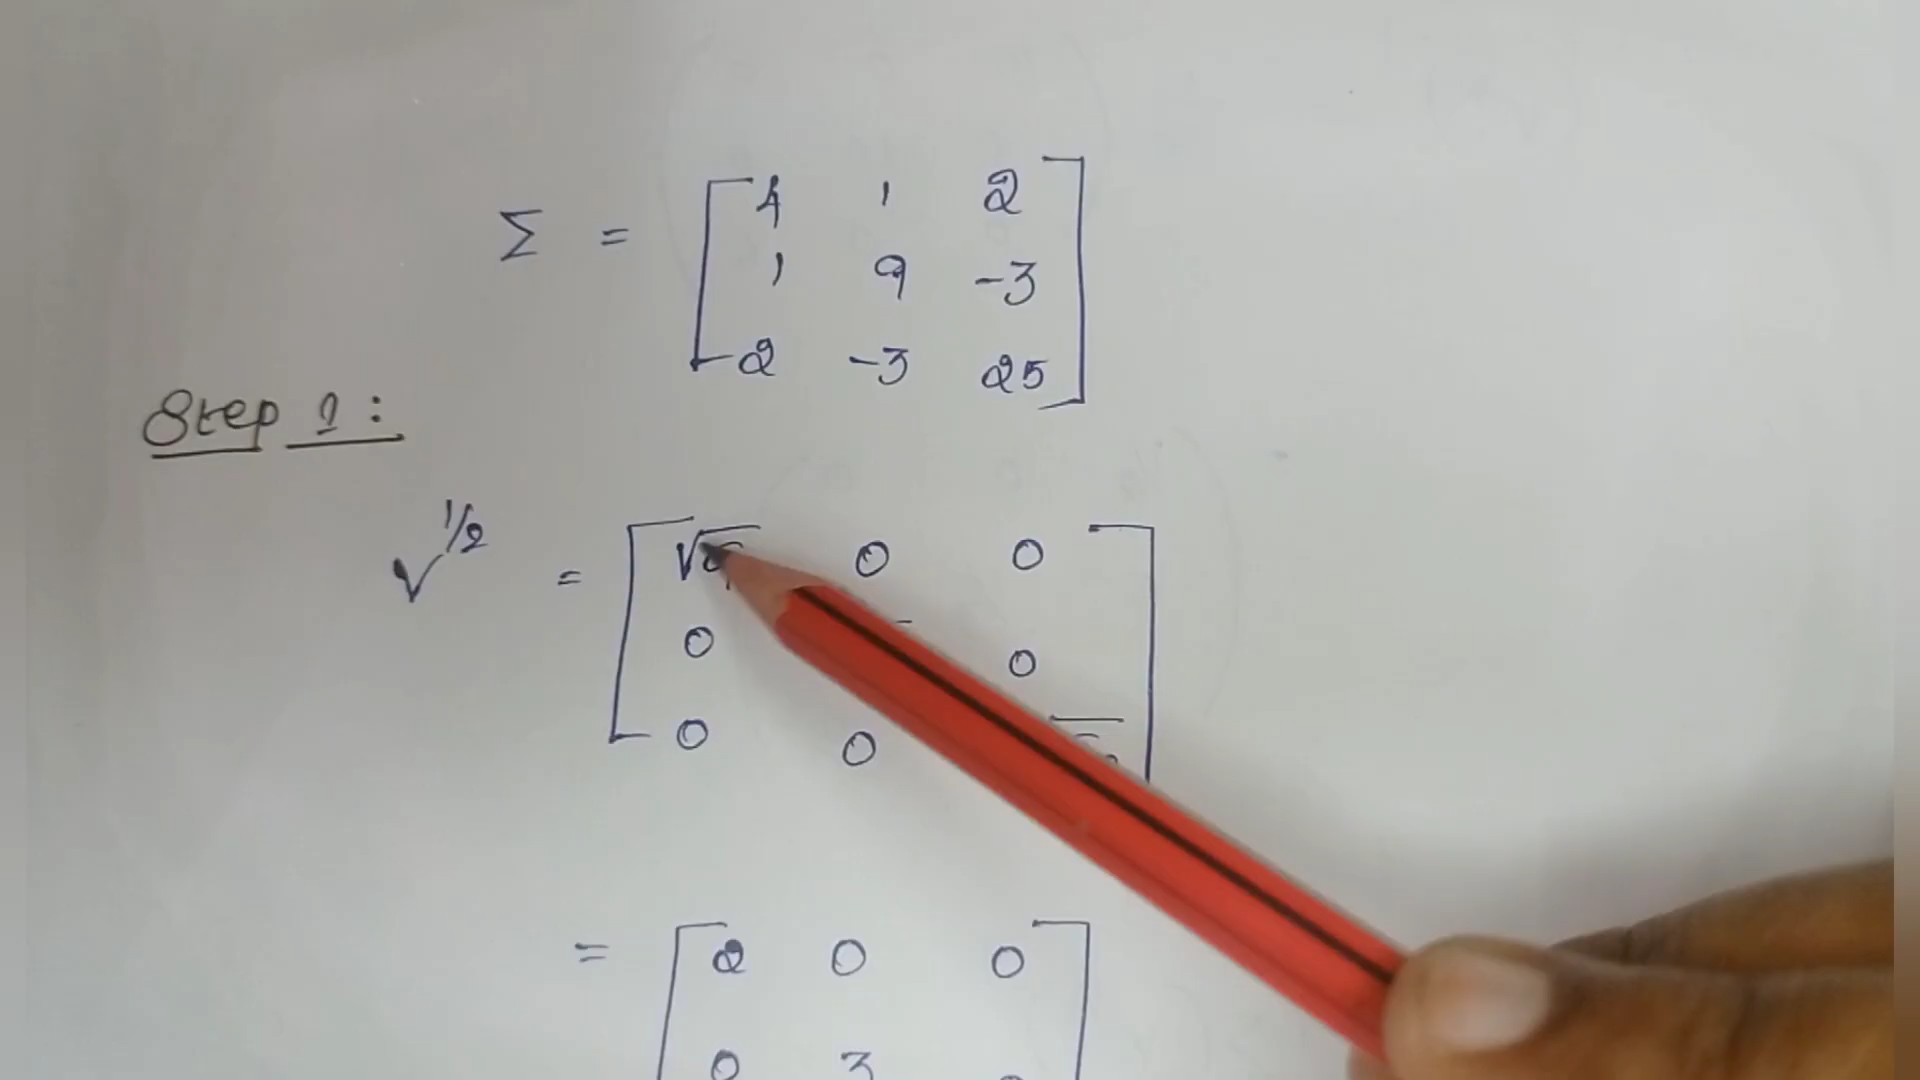 Σ = [ 4 1 2
1 9 -3
2 -3 25 ]
Step 1 :
V^1/2 = [ √4 0 0
0 0
0 0 ]
= [ 2 0 0 ]
0 3